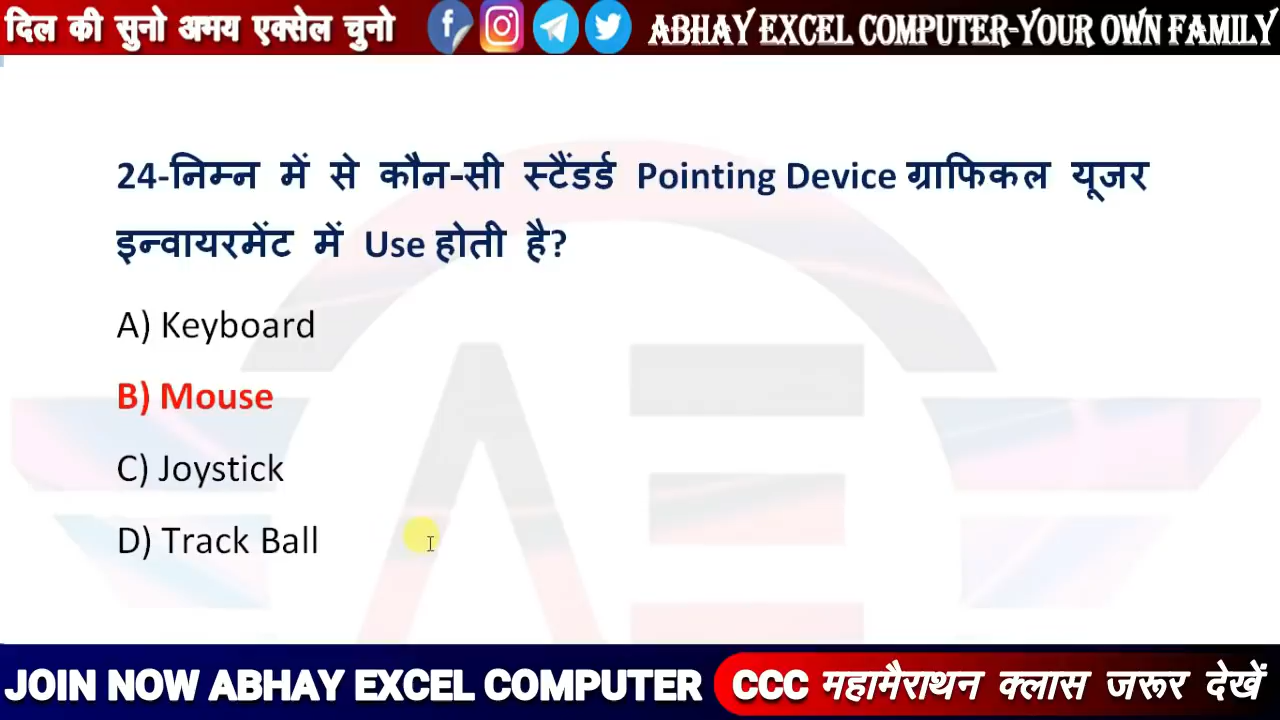 दिल की सुनो अभय एक्सेल चुनो ABHAY EXCEL COMPUTER-YOUR OWN FAMILY
24-निम्न में से कौन-सी स्टैंडर्ड Pointing Device ग्राफिकल यूजर
इन्वायरमेंट में Use होती है?
A) Keyboard
B) Mouse
C) Joystick
D) Track Ball
JOIN NOW ABHAY EXCEL COMPUTER CCC महामैराथन क्लास जरूर देखें